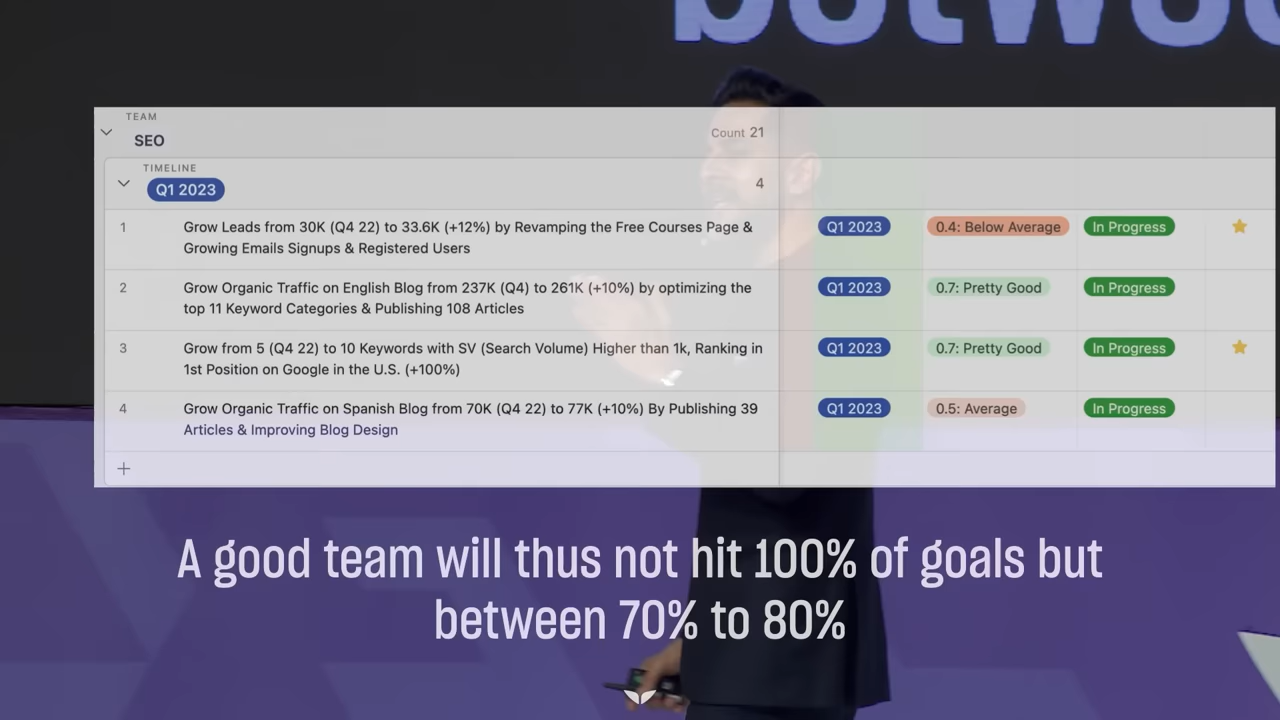 TEAM
SEO
Count 21
TIMELINE
Q1 2023
4
1
Grow Leads from 30K (Q4 22) to 33.6K (+12%) by Revamping the Free Courses Page &
Growing Emails Signups & Registered Users
Q1 2023
0.4: Below Average
In Progress
2
Grow Organic Traffic on English Blog from 237K (Q4) to 261K (+10%) by optimizing the
top 11 Keyword Categories & Publishing 108 Articles
Q1 2023
0.7: Pretty Good
In Progress
3
Grow from 5 (Q4 22) to 10 Keywords with SV (Search Volume) Higher than 1k, Ranking in
1st Position on Google in the U.S. (+100%)
Q1 2023
0.7: Pretty Good
In Progress
4
Grow Organic Traffic on Spanish Blog from 70K (Q4 22) to 77K (+10%) By Publishing 39
Articles & Improving Blog Design
Q1 2023
0.5: Average
In Progress
A good team will thus not hit 100% of goals but
between 70% to 80%